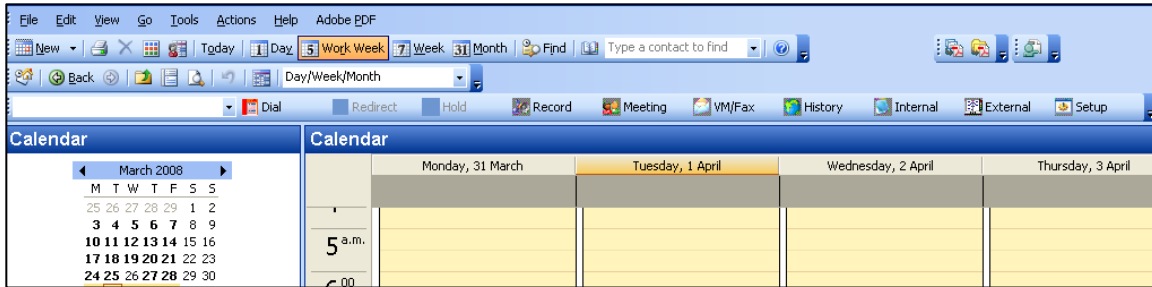 File Edit View Go Tools Actions Help Adobe PDF
New Today 1 Day 5 Work Week 7 Week 31 Month Find Type a contact to find
Back Day/Week/Month
Dial Redirect Hold Record Meeting VM/Fax History Internal External Setup
Calendar Calendar
March 2008 Monday, 31 March Tuesday, 1 April Wednesday, 2 April Thursday, 3 April
M T W T F S S
25 26 27 28 29 1 2
3 4 5 6 7 8 9
10 11 12 13 14 15 16 5 a.m.
17 18 19 20 21 22 23
24 25 26 27 28 29 30
00